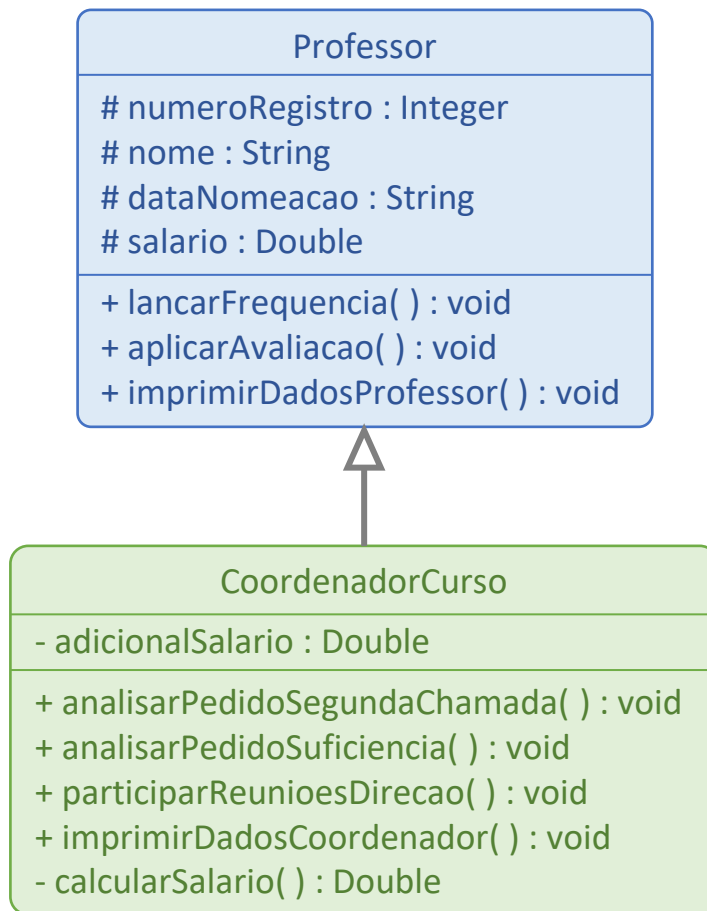 Professor
# numeroRegistro : Integer
# nome : String
# dataNomeacao : String
# salario : Double
+ lancarFrequencia( ) : void
+ aplicarAvaliacao( ) : void
+ imprimirDadosProfessor( ) : void
CoordenadorCurso
- adicionalSalario : Double
+ analisarPedidoSegundaChamada( ) : void
+ analisarPedidoSuficiencia( ) : void
+ participarReunioesDirecao( ) : void
+ imprimirDadosCoordenador( ) : void
- calcularSalario( ) : Double